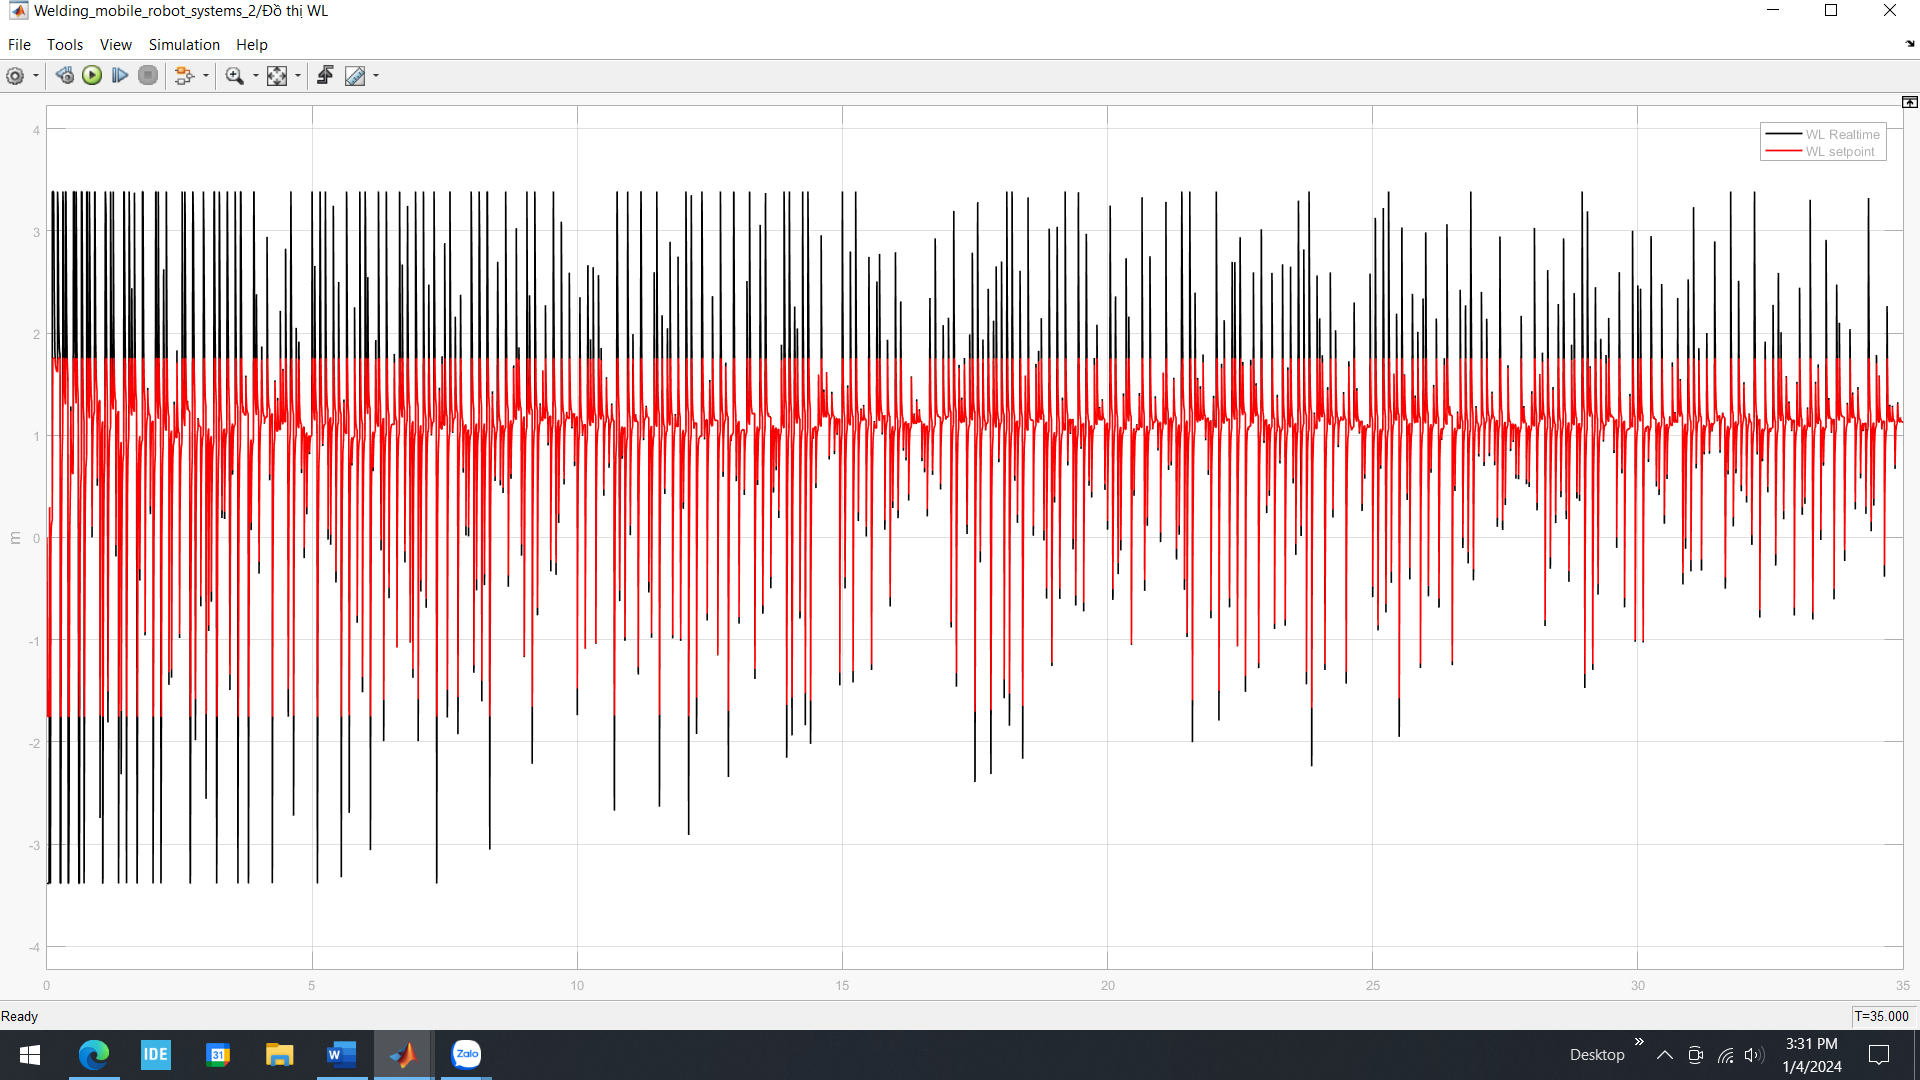 Welding_mobile_robot_systems_2/Đồ thị WL
File Tools View Simulation Help
WL Realtime
WL setpoint
4
3
2
1
0
-1
-2
-3
-4
m
0 5 10 15 20 25 30 35
Ready
T=35.000
IDE
31
W
Zalo
Desktop
3:31 PM
1/4/2024